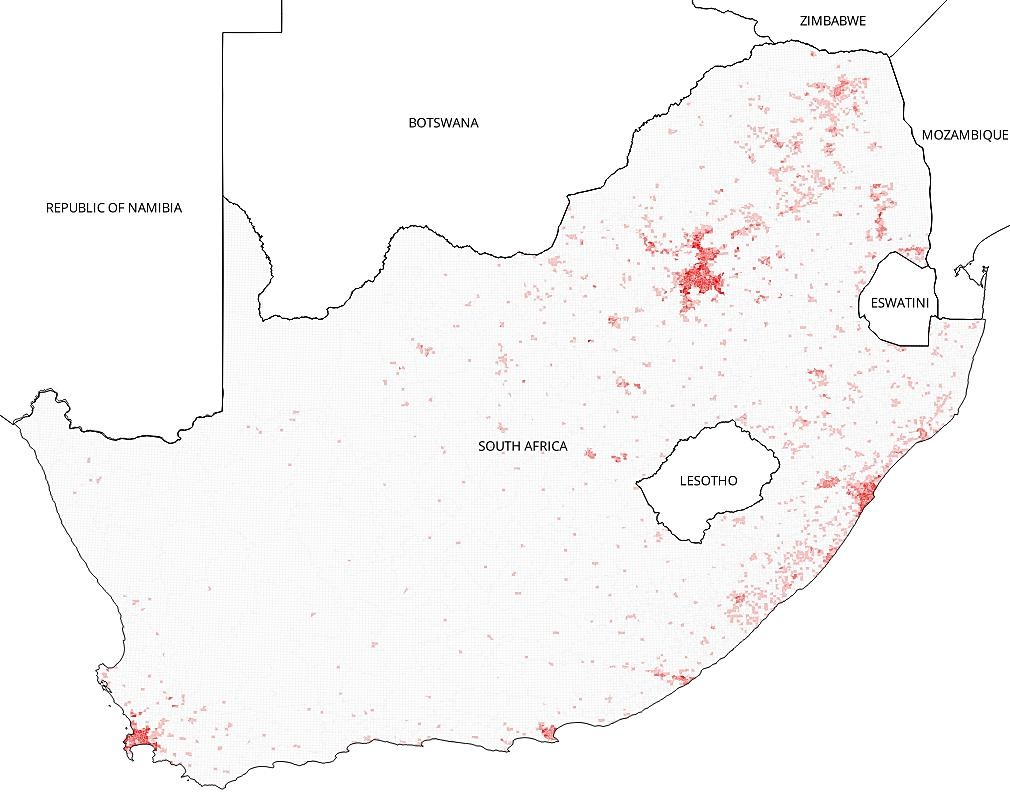 ZIMBABWE
BOTSWANA
MOZAMBIQUE
REPUBLIC OF NAMIBIA
ESWATINI
SOUTH AFRICA
LESOTHO